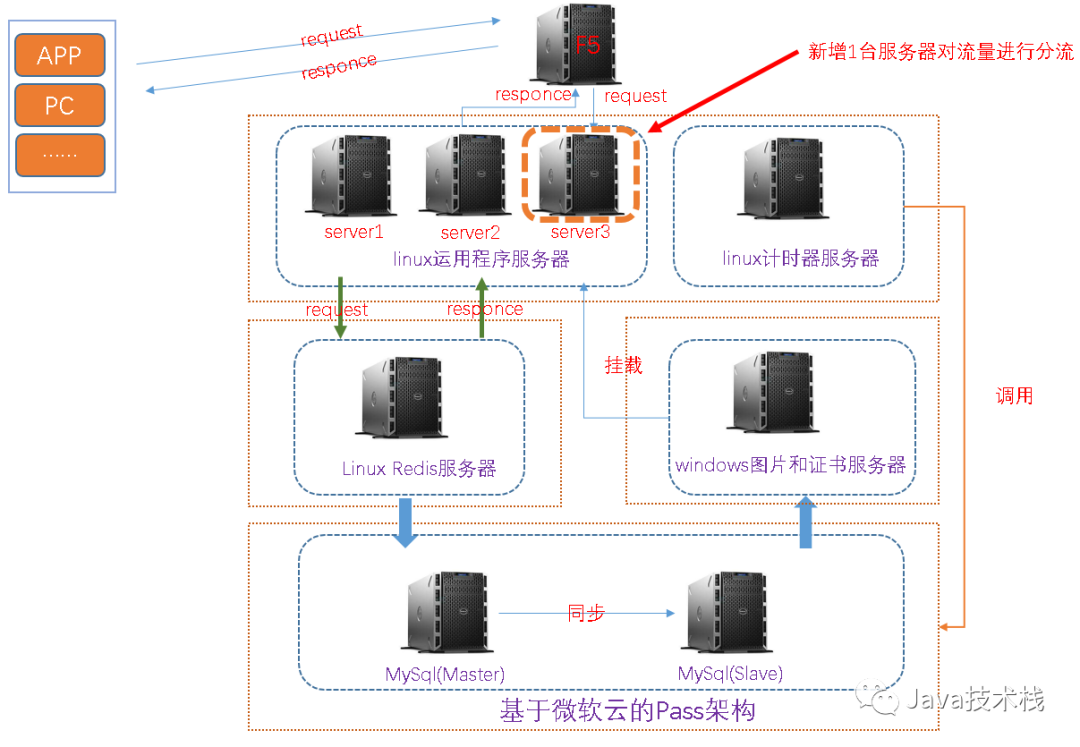 APP
PC
......
request
responce
F5
新增1台服务器对流量进行分流
responce
request
server1
server2
server3
linux运用程序服务器
linux计时器服务器
request
responce
挂载
调用
Linux Redis服务器
windows图片和证书服务器
同步
MySql(Master)
MySql(Slave)
基于微软云的Pass架构
Java技术栈